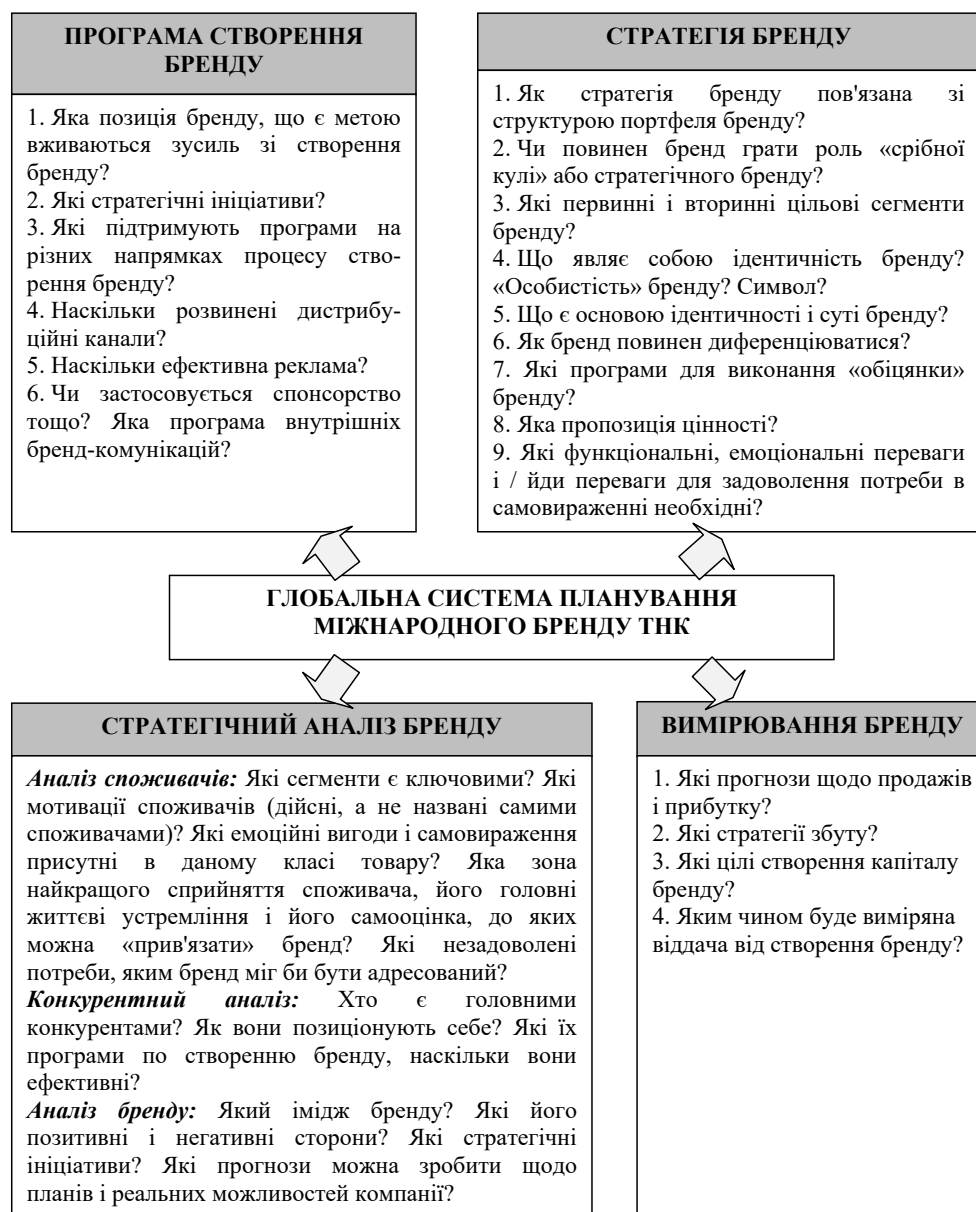 ПРОГРАМА СТВОРЕННЯ
БРЕНДУ
1. Яка позиція бренду, що є метою
вживаються зусиль зі створення
бренду?
2. Які стратегічні ініціативи?
3. Які підтримують програми на
різних напрямках процесу ство-
рення бренду?
4. Наскільки розвинені дистрибу-
ційні канали?
5. Наскільки ефективна реклама?
6. Чи застосовується спонсорство
тощо? Яка програма внутрішніх
бренд-комунікацій?
СТРАТЕГІЯ БРЕНДУ
1. Як стратегія бренду пов'язана зі
структурою портфеля бренду?
2. Чи повинен бренд грати роль «срібної
кулі» або стратегічного бренду?
3. Які первинні і вторинні цільові сегменти
бренду?
4. Що являє собою ідентичність бренду?
«Особистість» бренду? Символ?
5. Що є основою ідентичності і суті бренду?
6. Як бренд повинен диференціюватися?
7. Які програми для виконання «обіцянки»
бренду?
8. Яка пропозиція цінності?
9. Які функціональні, емоціональні переваги
і / йди переваги для задоволення потреби в
самовираженні необхідні?
ГЛОБАЛЬНА СИСТЕМА ПЛАНУВАННЯ
МІЖНАРОДНОГО БРЕНДУ ТНК
СТРАТЕГІЧНИЙ АНАЛІЗ БРЕНДУ
Аналіз споживачів: Які сегменти є ключовими? Які
мотивації споживачів (дійсні, а не названі самими
споживачами)? Які емоційні вигоди і самовираження
присутні в даному класі товару? Яка зона
найкращого сприйняття споживача, його головні
життєві устремління і його самооцінка, до яких
можна «прив'язати» бренд? Які незадоволені
потреби, яким бренд міг би бути адресований?
Конкурентний аналіз: Хто є головними
конкурентами? Як вони позиціонують себе? Які їх
програми по створенню бренду, наскільки вони
ефективні?
Аналіз бренду: Який імідж бренду? Які його
позитивні і негативні сторони? Які стратегічні
ініціативи? Які прогнози можна зробити щодо
планів і реальних можливостей компанії?
ВИМІРЮВАННЯ БРЕНДУ
1. Які прогнози щодо продажів
і прибутку?
2. Які стратегії збуту?
3. Які цілі створення капіталу
бренду?
4. Яким чином буде виміряна
віддача від створення бренду?